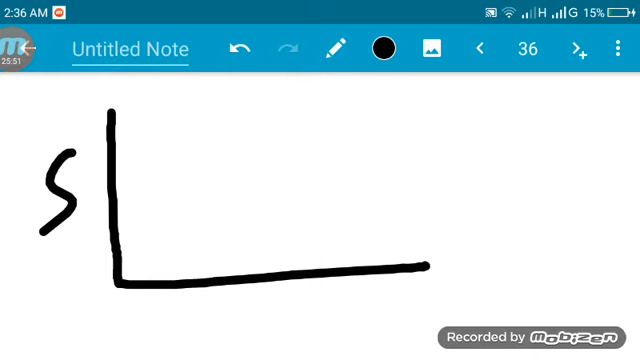 2:36 AM H G 15%
25:51 Untitled Note 36
S
Recorded by MOBIZEN